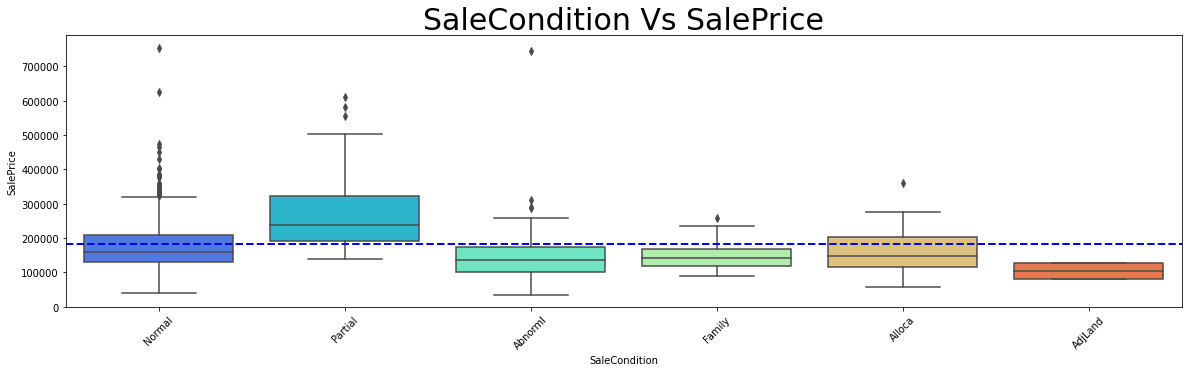 SaleCondition Vs SalePrice
SalePrice
700000
600000
500000
400000
300000
200000
100000
0
Normal
Partial
Abnorml
Family
Alloca
AdjLand
SaleCondition